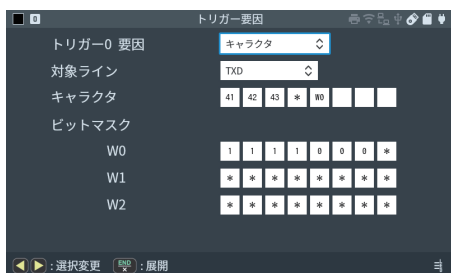 0 トリガー要因
トリガー0 要因 キャラクタ
対象ライン TXD
キャラクタ 41 42 43 * W0
ビットマスク
W0 1 1 1 1 0 0 0 *
W1 * * * * * * * *
W2 * * * * * * * *
:選択変更 END × :展開